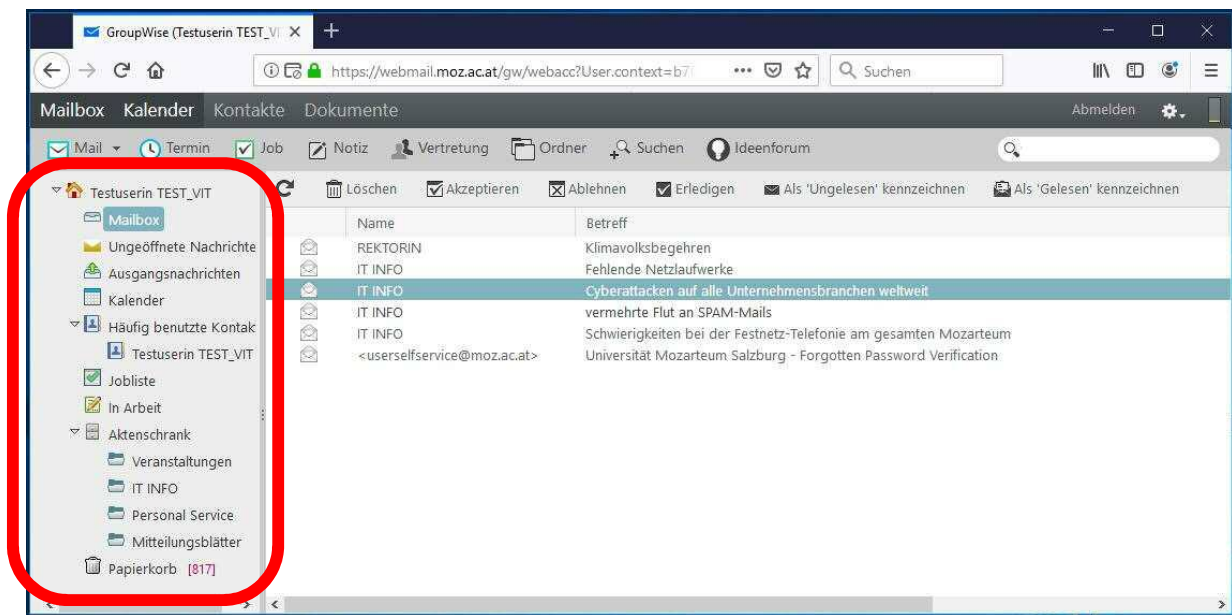 GroupWise (Testuserin TEST_VI
https://webmail.moz.ac.at/gw/webacc?User.context=b7 Suchen
Mailbox Kalender Kontakte Dokumente Abmelden
Mail Termin Job Notiz Vertretung Ordner Suchen Ideenforum
Testuserin TEST_VIT
Mailbox
Ungeöffnete Nachrichte
Ausgangsnachrichten
Kalender
Häufig benutzte Kontak
Testuserin TEST_VIT
Jobliste
In Arbeit
Aktenschrank
Veranstaltungen
IT INFO
Personal Service
Mitteilungsblätter
Papierkorb [817]
Löschen Akzeptieren Ablehnen Erledigen Als 'Ungelesen' kennzeichnen Als 'Gelesen' kennzeichnen
Name Betreff
REKTORIN Klimavolksbegehren
IT INFO Fehlende Netzlaufwerke
IT INFO Cyberattacken auf alle Unternehmensbranchen weltweit
IT INFO vermehrte Flut an SPAM-Mails
IT INFO Schwierigkeiten bei der Festnetz-Telefonie am gesamten Mozarteum
<userselfservice@moz.ac.at> Universität Mozarteum Salzburg - Forgotten Password Verification